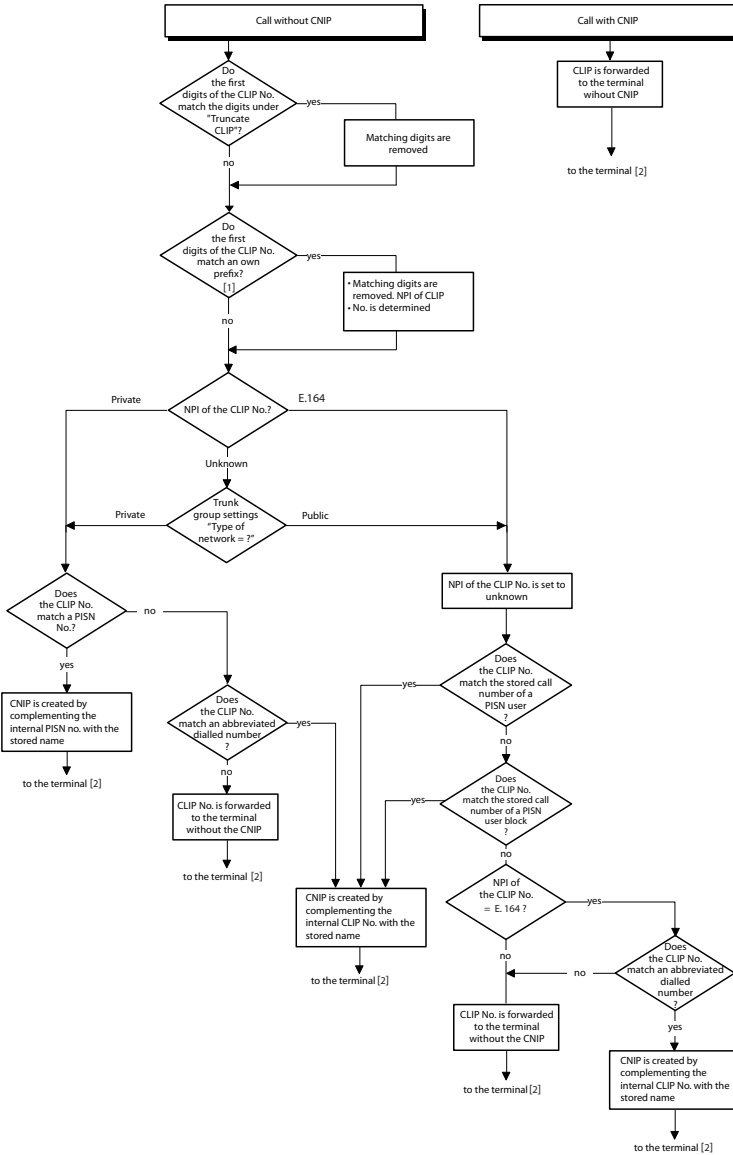 Call without CNIP
Call with CNIP
Do
the first
digits of the CLIP No.
match the digits under
"Truncate
CLIP"?
yes
no
Matching digits are
removed
CLIP is forwarded
to the terminal
wihout CNIP
to the terminal [2]
Do
the first
digits of the CLIP No.
match an own
prefix?
[1]
yes
no
• Matching digits are
removed. NPI of CLIP
• No. is determined
NPI of the CLIP No.?
Private
E.164
Unknown
Trunk
group settings
"Type of
network = ?"
Private
Public
Does
the CLIP No.
match a PISN
No.?
no
yes
CNIP is created by
complementing the
internal PISN no. with the
stored name
to the terminal [2]
Does
the CLIP No.
match an abbreviated
dialled number
?
yes
no
CLIP No. is forwarded
to the terminal
without the CNIP
to the terminal [2]
NPI of the CLIP No. is set to
unknown
Does
the CLIP No.
match the stored call
number of a
PISN user
?
yes
no
Does
the CLIP No.
match the stored call
number of a PISN
user block
?
yes
no
CNIP is created by
complementing the
internal CLIP No. with the
stored name
to the terminal [2]
NPI of
the CLIP No.
= E. 164 ?
yes
no
Does
the CLIP No.
match an abbreviated
dialled
number
?
no
yes
CLIP No. is forwarded
to the terminal
without the CNIP
to the terminal [2]
CNIP is created by
complementing the
internal CLIP No. with the
stored name
to the terminal [2]